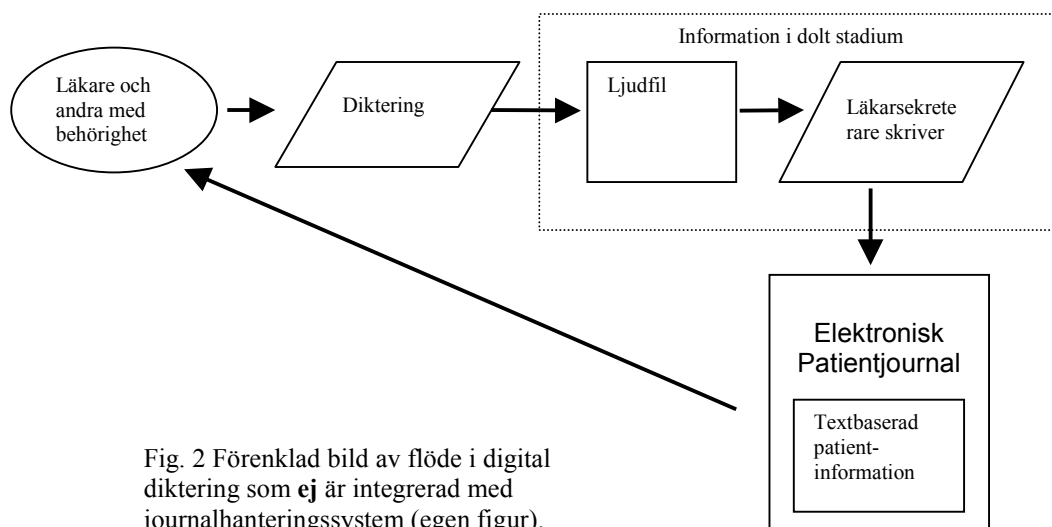 Information i dolt stadium
Läkare och
andra med
behörighet
Diktering
Ljudfil
Läkarsekrete
rare skriver
Elektronisk
Patientjournal
Textbaserad
patient-
information
Fig. 2 Förenklad bild av flöde i digital
diktering som ej är integrerad med
journalhanteringssystem (egen figur).